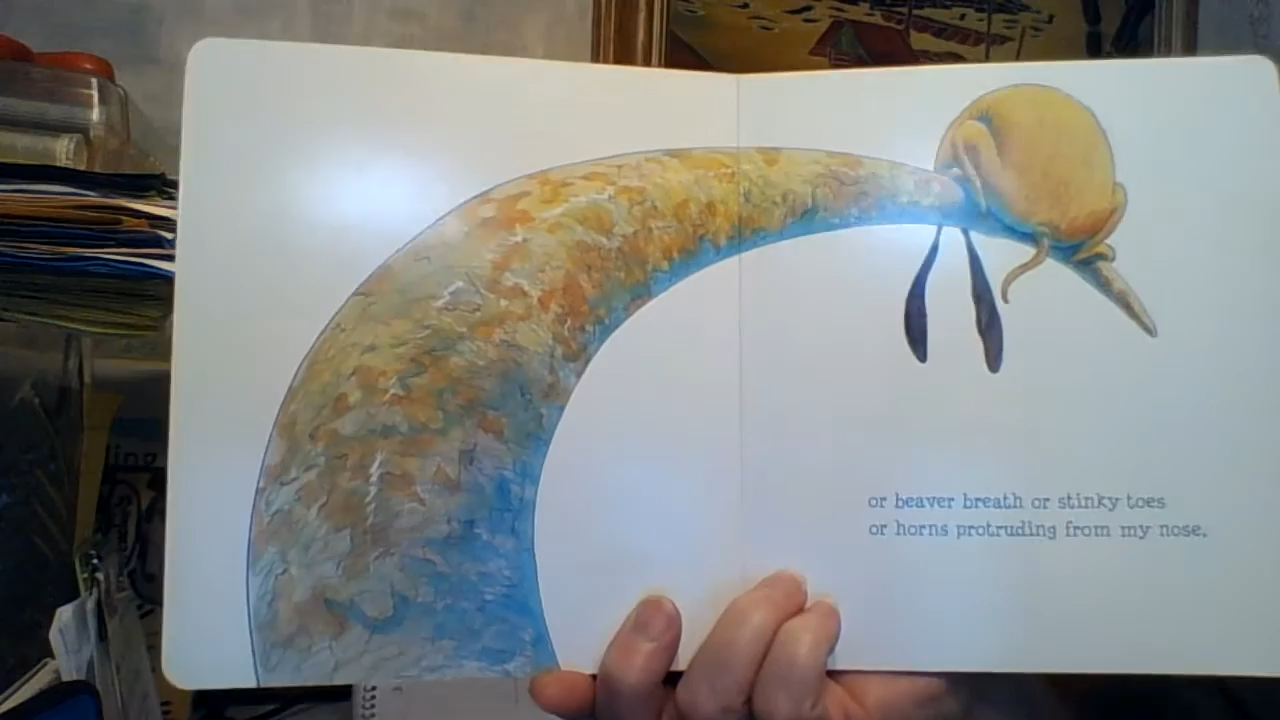 or beaver breath or stinky toes
or horns protruding from my nose,